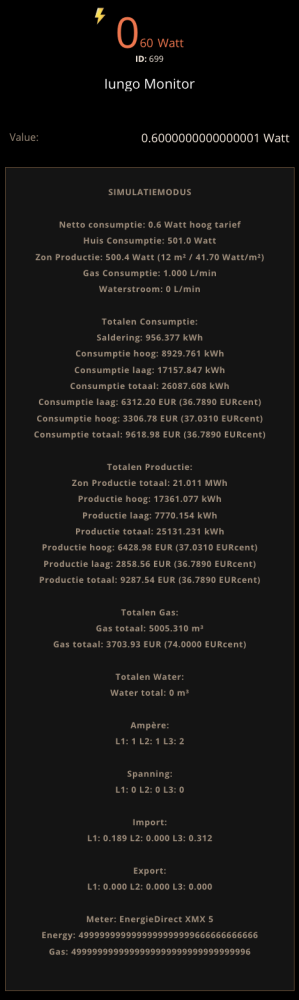 0 60 Watt
ID: 699
Iungo Monitor
Value: 0.6000000000000001 Watt
SIMULATIEMODUS
Netto consumptie: 0.6 Watt hoog tarief
Huis Consumptie: 501.0 Watt
Zon Productie: 500.4 Watt (12 m² / 41.70 Watt/m²)
Gas Consumptie: 1.000 L/min
Waterstroom: 0 L/min
Totalen Consumptie:
Saldering: 956.377 kWh
Consumptie hoog: 8929.761 kWh
Consumptie laag: 17157.847 kWh
Consumptie totaal: 26087.608 kWh
Consumptie laag: 6312.20 EUR (36.7890 EURcent)
Consumptie hoog: 3306.78 EUR (37.0310 EURcent)
Consumptie totaal: 9618.98 EUR (36.7890 EURcent)
Totalen Productie:
Zon Productie totaal: 21.011 MWh
Productie hoog: 17361.077 kWh
Productie laag: 7770.154 kWh
Productie totaal: 25131.231 kWh
Productie hoog: 6428.98 EUR (37.0310 EURcent)
Productie laag: 2858.56 EUR (36.7890 EURcent)
Productie totaal: 9287.54 EUR (36.7890 EURcent)
Totalen Gas:
Gas totaal: 5005.310 m³
Gas totaal: 3703.93 EUR (74.0000 EURcent)
Totalen Water:
Water total: 0 m³
Ampère:
L1: 1 L2: 1 L3: 2
Spanning:
L1: 0 L2: 0 L3: 0
Import:
L1: 0.189 L2: 0.000 L3: 0.312
Export:
L1: 0.000 L2: 0.000 L3: 0.000
Meter: EnergieDirect XMX 5
Energy:
Gas: